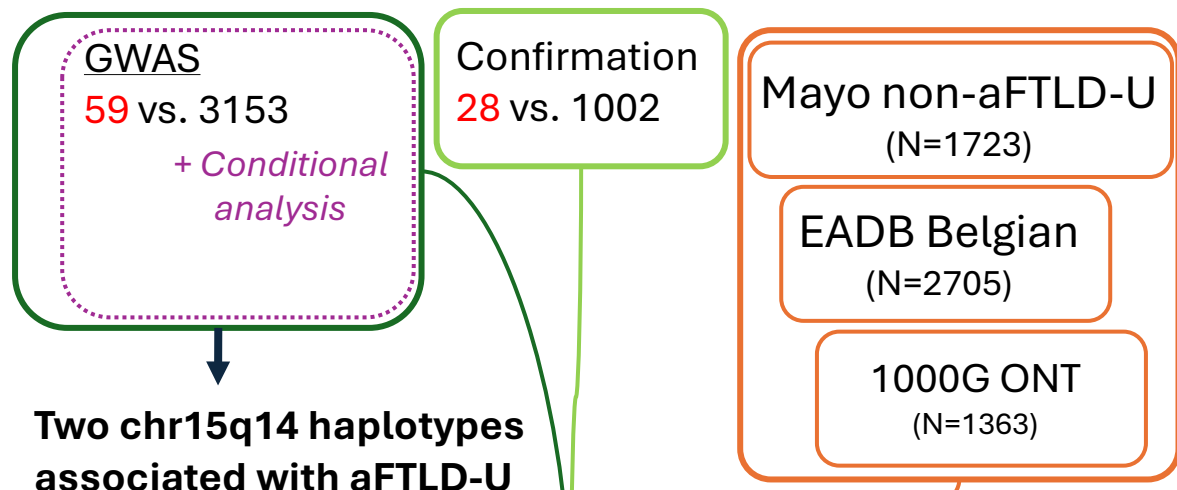 GWAS
59 vs. 3153
+ Conditional
analysis
Two chr15q14 haplotypes
associated with aFTLD-U
Confirmation
28 vs. 1002
Mayo non-aFTLD-U
(N=1723)
EADB Belgian
(N=2705)
1000G ONT
(N=1363)